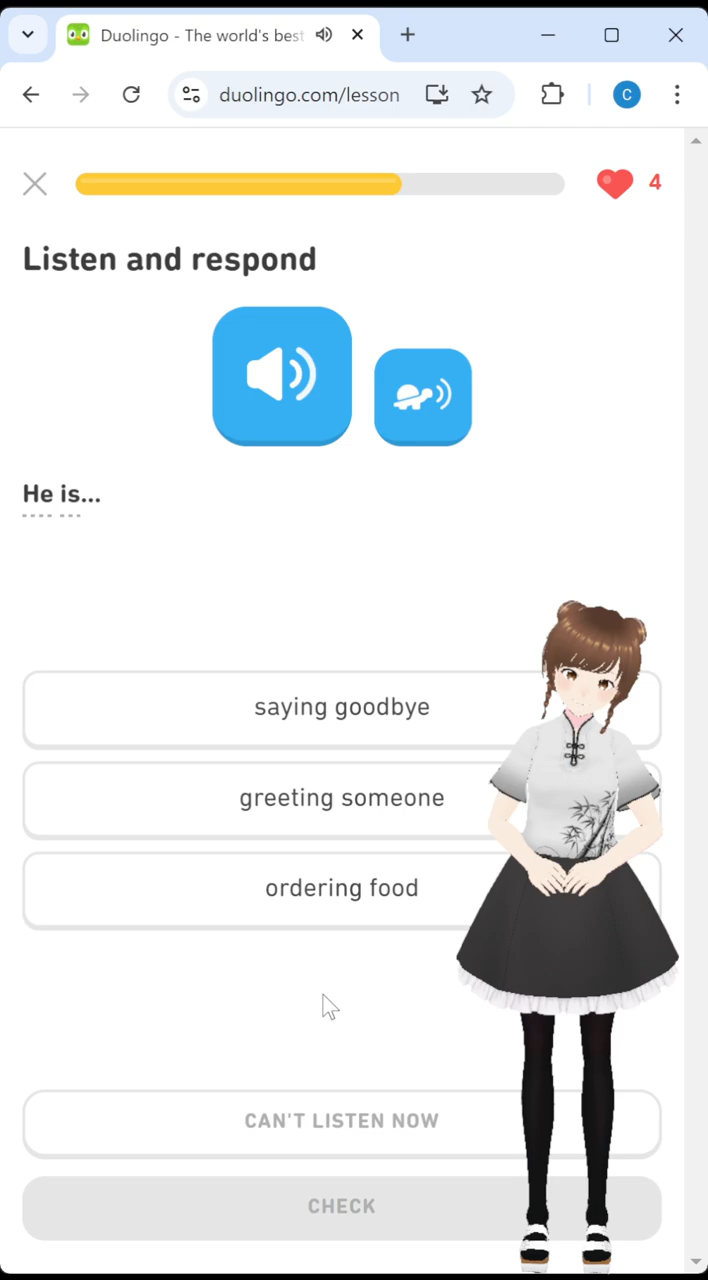 Duolingo - The world's best
duolingo.com/lesson
C
4
Listen and respond
He is...
saying goodbye
greeting someone
ordering food
CAN'T LISTEN NOW
CHECK